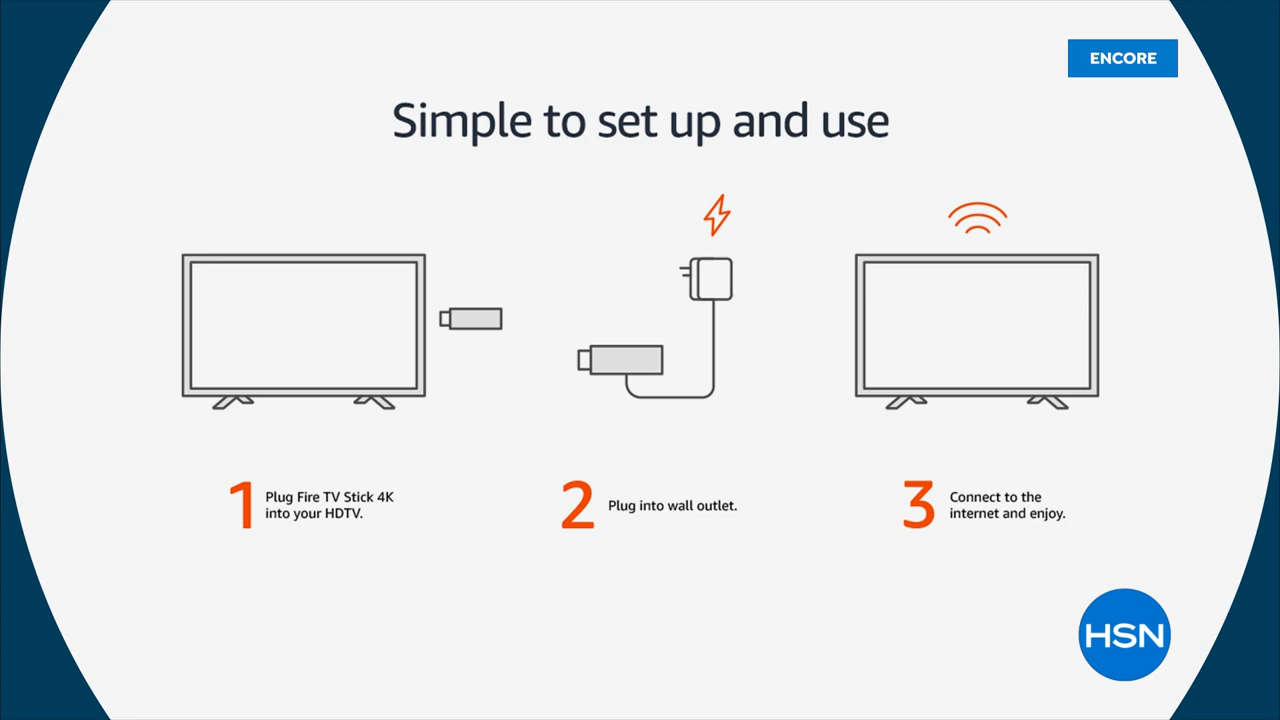 ENCORE
Simple to set up and use
1
Plug Fire TV Stick 4K
into your HDTV.
2
Plug into wall outlet.
3
Connect to the
internet and enjoy.
HSN